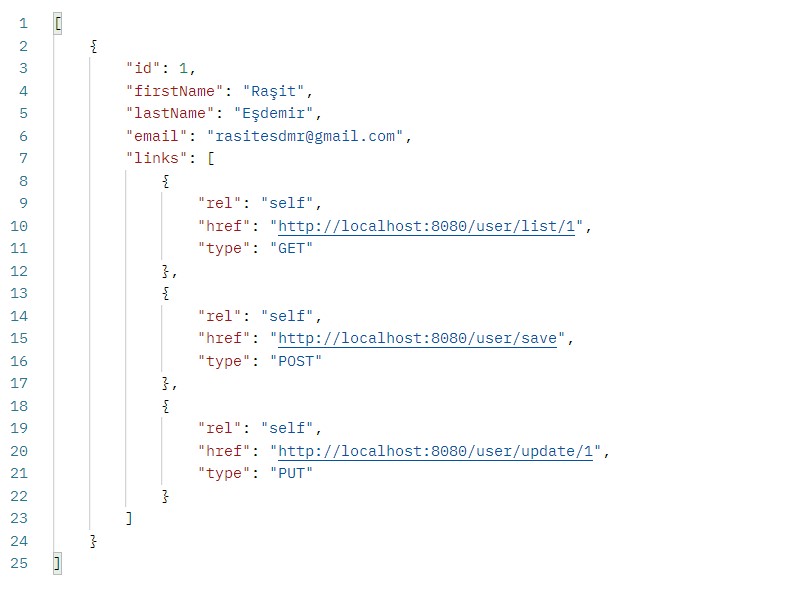 1 [
2 {
3 "id": 1,
4 "firstName": "Raşit",
5 "lastName": "Eşdemir",
6 "email": "rasitesdmr@gmail.com",
7 "links": [
8 {
9 "rel": "self",
10 "href": "http://localhost:8080/user/list/1",
11 "type": "GET"
12 },
13 {
14 "rel": "self",
15 "href": "http://localhost:8080/user/save",
16 "type": "POST"
17 },
18 {
19 "rel": "self",
20 "href": "http://localhost:8080/user/update/1",
21 "type": "PUT"
22 }
23 ]
24 }
25 ]